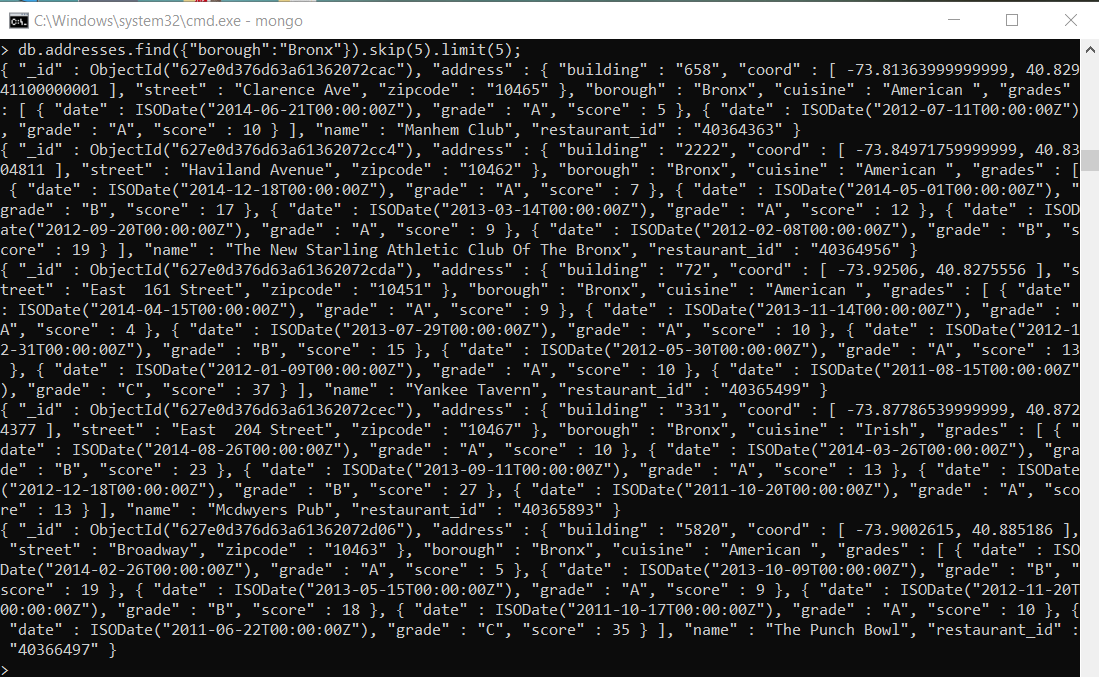 C:\Windows\system32\cmd.exe - mongo
> db.addresses.find({"borough":"Bronx"}).skip(5).limit(5);
{ "_id" : ObjectId("627e0d376d63a61362072cac"), "address" : { "building" : "658", "coord" : [ -73.81363999999999, 40.829
41100000001 ], "street" : "Clarence Ave", "zipcode" : "10465" }, "borough" : "Bronx", "cuisine" : "American ", "grades"
: [ { "date" : ISODate("2014-06-21T00:00:00Z"), "grade" : "A", "score" : 5 }, { "date" : ISODate("2012-07-11T00:00:00Z")
, "grade" : "A", "score" : 10 } ], "name" : "Manhem Club", "restaurant_id" : "40364363" }
{ "_id" : ObjectId("627e0d376d63a61362072cc4"), "address" : { "building" : "2222", "coord" : [ -73.84971759999999, 40.83
04811 ], "street" : "Haviland Avenue", "zipcode" : "10462" }, "borough" : "Bronx", "cuisine" : "American ", "grades" : [
 { "date" : ISODate("2014-12-18T00:00:00Z"), "grade" : "A", "score" : 7 }, { "date" : ISODate("2014-05-01T00:00:00Z"), "
grade" : "B", "score" : 17 }, { "date" : ISODate("2013-03-14T00:00:00Z"), "grade" : "A", "score" : 12 }, { "date" : ISOD
ate("2012-09-20T00:00:00Z"), "grade" : "A", "score" : 9 }, { "date" : ISODate("2012-02-08T00:00:00Z"), "grade" : "B", "s
core" : 19 } ], "name" : "The New Starling Athletic Club Of The Bronx", "restaurant_id" : "40364956" }
{ "_id" : ObjectId("627e0d376d63a61362072cda"), "address" : { "building" : "72", "coord" : [ -73.92506, 40.8275556 ], "s
treet" : "East  161 Street", "zipcode" : "10451" }, "borough" : "Bronx", "cuisine" : "American ", "grades" : [ { "date"
: ISODate("2014-04-15T00:00:00Z"), "grade" : "A", "score" : 9 }, { "date" : ISODate("2013-11-14T00:00:00Z"), "grade" : "
A", "score" : 4 }, { "date" : ISODate("2013-07-29T00:00:00Z"), "grade" : "A", "score" : 10 }, { "date" : ISODate("2012-1
2-31T00:00:00Z"), "grade" : "B", "score" : 15 }, { "date" : ISODate("2012-05-30T00:00:00Z"), "grade" : "A", "score" : 13
 }, { "date" : ISODate("2012-01-09T00:00:00Z"), "grade" : "A", "score" : 10 }, { "date" : ISODate("2011-08-15T00:00:00Z"
), "grade" : "C", "score" : 37 } ], "name" : "Yankee Tavern", "restaurant_id" : "40365499" }
{ "_id" : ObjectId("627e0d376d63a61362072cec"), "address" : { "building" : "331", "coord" : [ -73.87786539999999, 40.872
4377 ], "street" : "East  204 Street", "zipcode" : "10467" }, "borough" : "Bronx", "cuisine" : "Irish", "grades" : [ { "
date" : ISODate("2014-08-26T00:00:00Z"), "grade" : "A", "score" : 10 }, { "date" : ISODate("2014-03-26T00:00:00Z"), "gra
de" : "B", "score" : 23 }, { "date" : ISODate("2013-09-11T00:00:00Z"), "grade" : "A", "score" : 13 }, { "date" : ISODate
("2012-12-18T00:00:00Z"), "grade" : "B", "score" : 27 }, { "date" : ISODate("2011-10-20T00:00:00Z"), "grade" : "A", "sco
re" : 13 } ], "name" : "Mcdwyers Pub", "restaurant_id" : "40365893" }
{ "_id" : ObjectId("627e0d376d63a61362072d06"), "address" : { "building" : "5820", "coord" : [ -73.9002615, 40.885186 ],
 "street" : "Broadway", "zipcode" : "10463" }, "borough" : "Bronx", "cuisine" : "American ", "grades" : [ { "date" : ISO
Date("2014-02-26T00:00:00Z"), "grade" : "A", "score" : 5 }, { "date" : ISODate("2013-10-09T00:00:00Z"), "grade" : "B", "
score" : 19 }, { "date" : ISODate("2013-05-15T00:00:00Z"), "grade" : "A", "score" : 9 }, { "date" : ISODate("2012-11-20T
00:00:00Z"), "grade" : "B", "score" : 18 }, { "date" : ISODate("2011-10-17T00:00:00Z"), "grade" : "A", "score" : 10 }, {
 "date" : ISODate("2011-06-22T00:00:00Z"), "grade" : "C", "score" : 35 } ], "name" : "The Punch Bowl", "restaurant_id" :
 "40366497" }
>